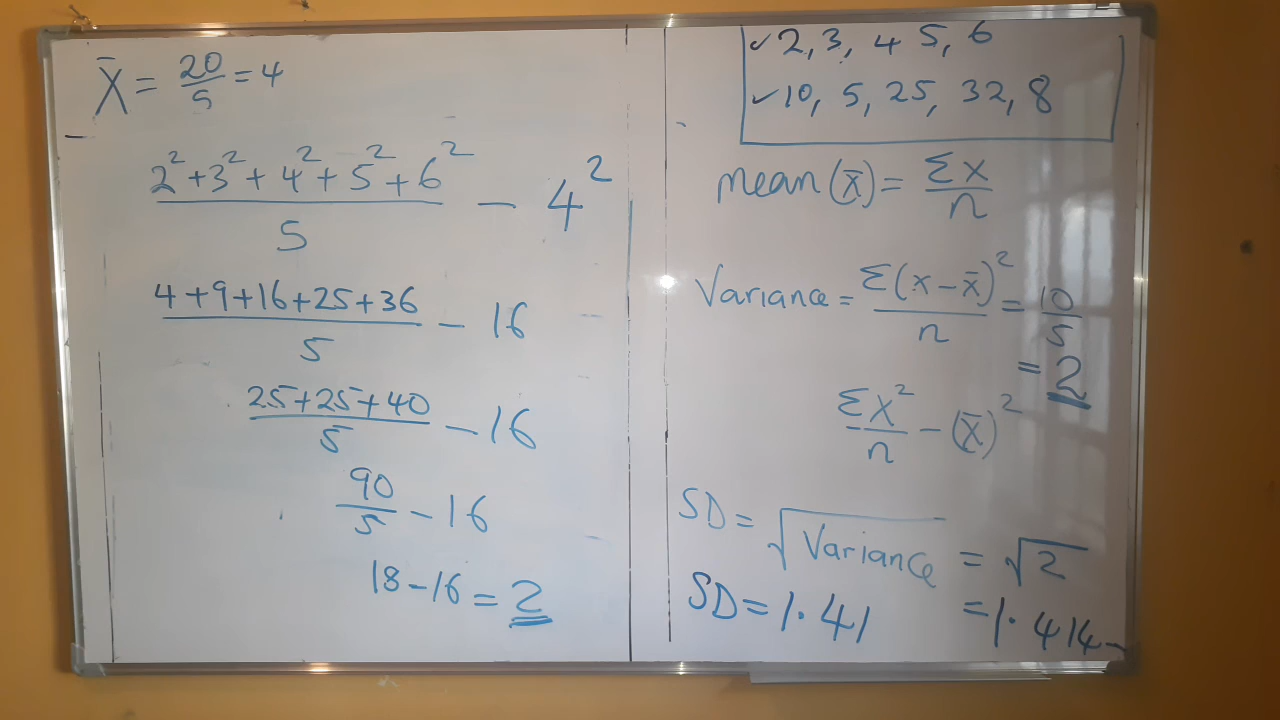 X̄ = 20/5 = 4
(2² + 3² + 4² + 5² + 6²)/5 - 4²
(4 + 9 + 16 + 25 + 36)/5 - 16
(25 + 25 + 40)/5 - 16
90/5 - 16
18 - 16 = 2
✓ 2, 3, 4 5, 6
✓ 10, 5, 25, 32, 8
mean (x̄) = Σx/n
Variance = Σ(x - x̄)²/n = 10/5
= 2
Σx²/n - (x̄)²
SD = √Variance = √2
SD = 1.41 = 1.414